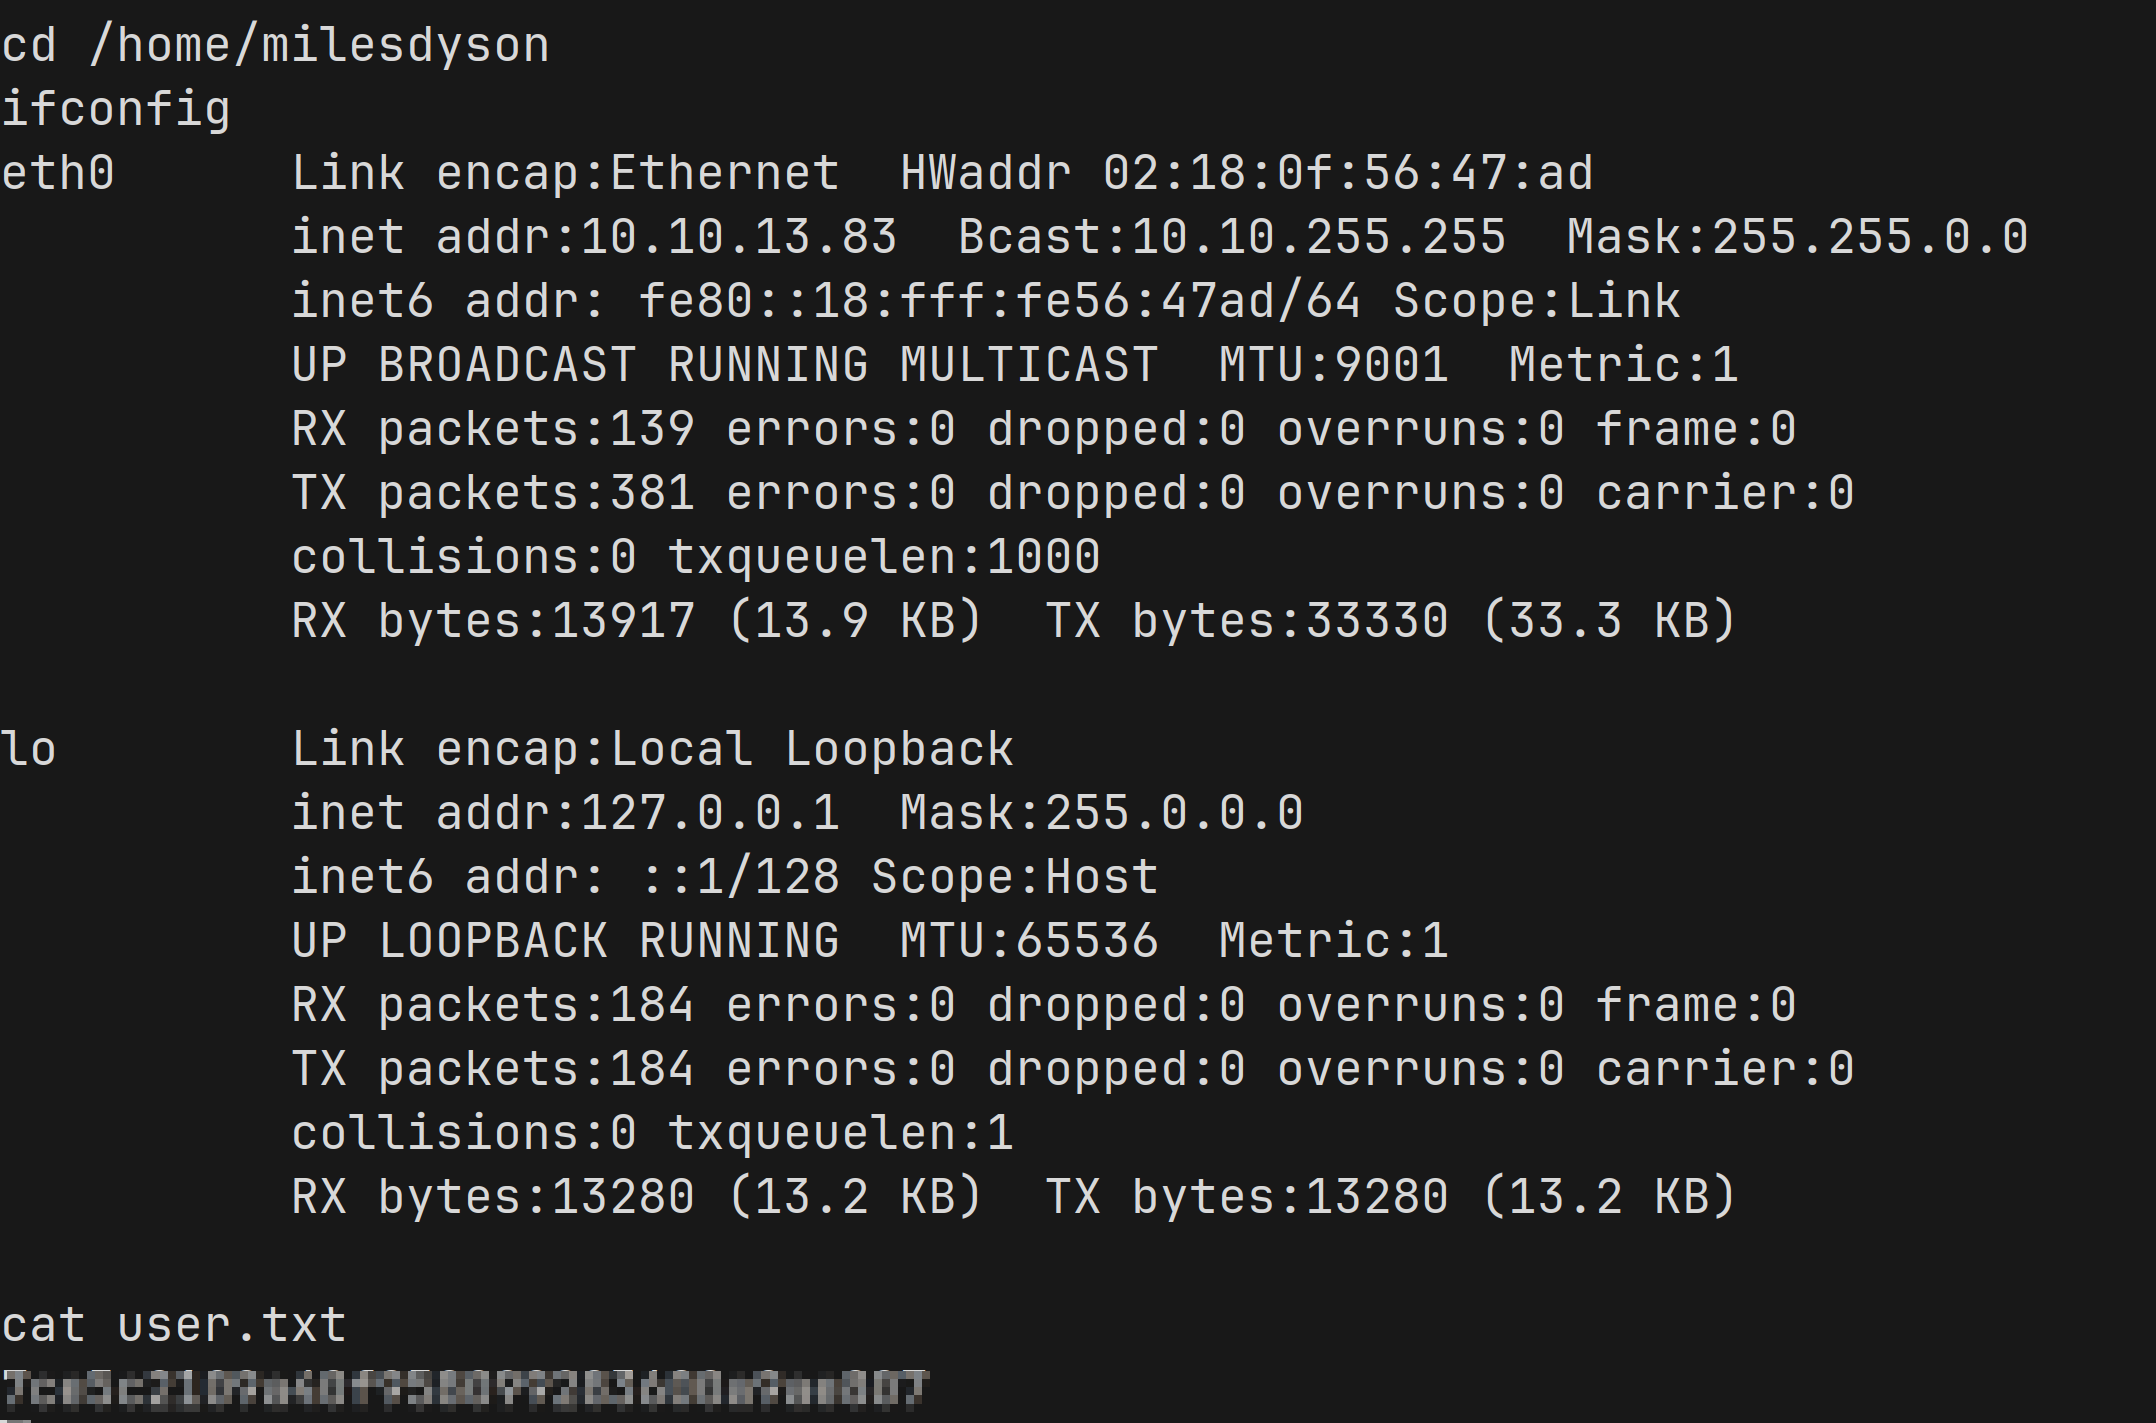 cd /home/milesdyson
ifconfig
eth0      Link encap:Ethernet  HWaddr 02:18:0f:56:47:ad
          inet addr:10.10.13.83  Bcast:10.10.255.255  Mask:255.255.0.0
          inet6 addr: fe80::18:fff:fe56:47ad/64 Scope:Link
          UP BROADCAST RUNNING MULTICAST  MTU:9001  Metric:1
          RX packets:139 errors:0 dropped:0 overruns:0 frame:0
          TX packets:381 errors:0 dropped:0 overruns:0 carrier:0
          collisions:0 txqueuelen:1000
          RX bytes:13917 (13.9 KB)  TX bytes:33330 (33.3 KB)

lo        Link encap:Local Loopback
          inet addr:127.0.0.1  Mask:255.0.0.0
          inet6 addr: ::1/128 Scope:Host
          UP LOOPBACK RUNNING  MTU:65536  Metric:1
          RX packets:184 errors:0 dropped:0 overruns:0 frame:0
          TX packets:184 errors:0 dropped:0 overruns:0 carrier:0
          collisions:0 txqueuelen:1
          RX bytes:13280 (13.2 KB)  TX bytes:13280 (13.2 KB)

cat user.txt